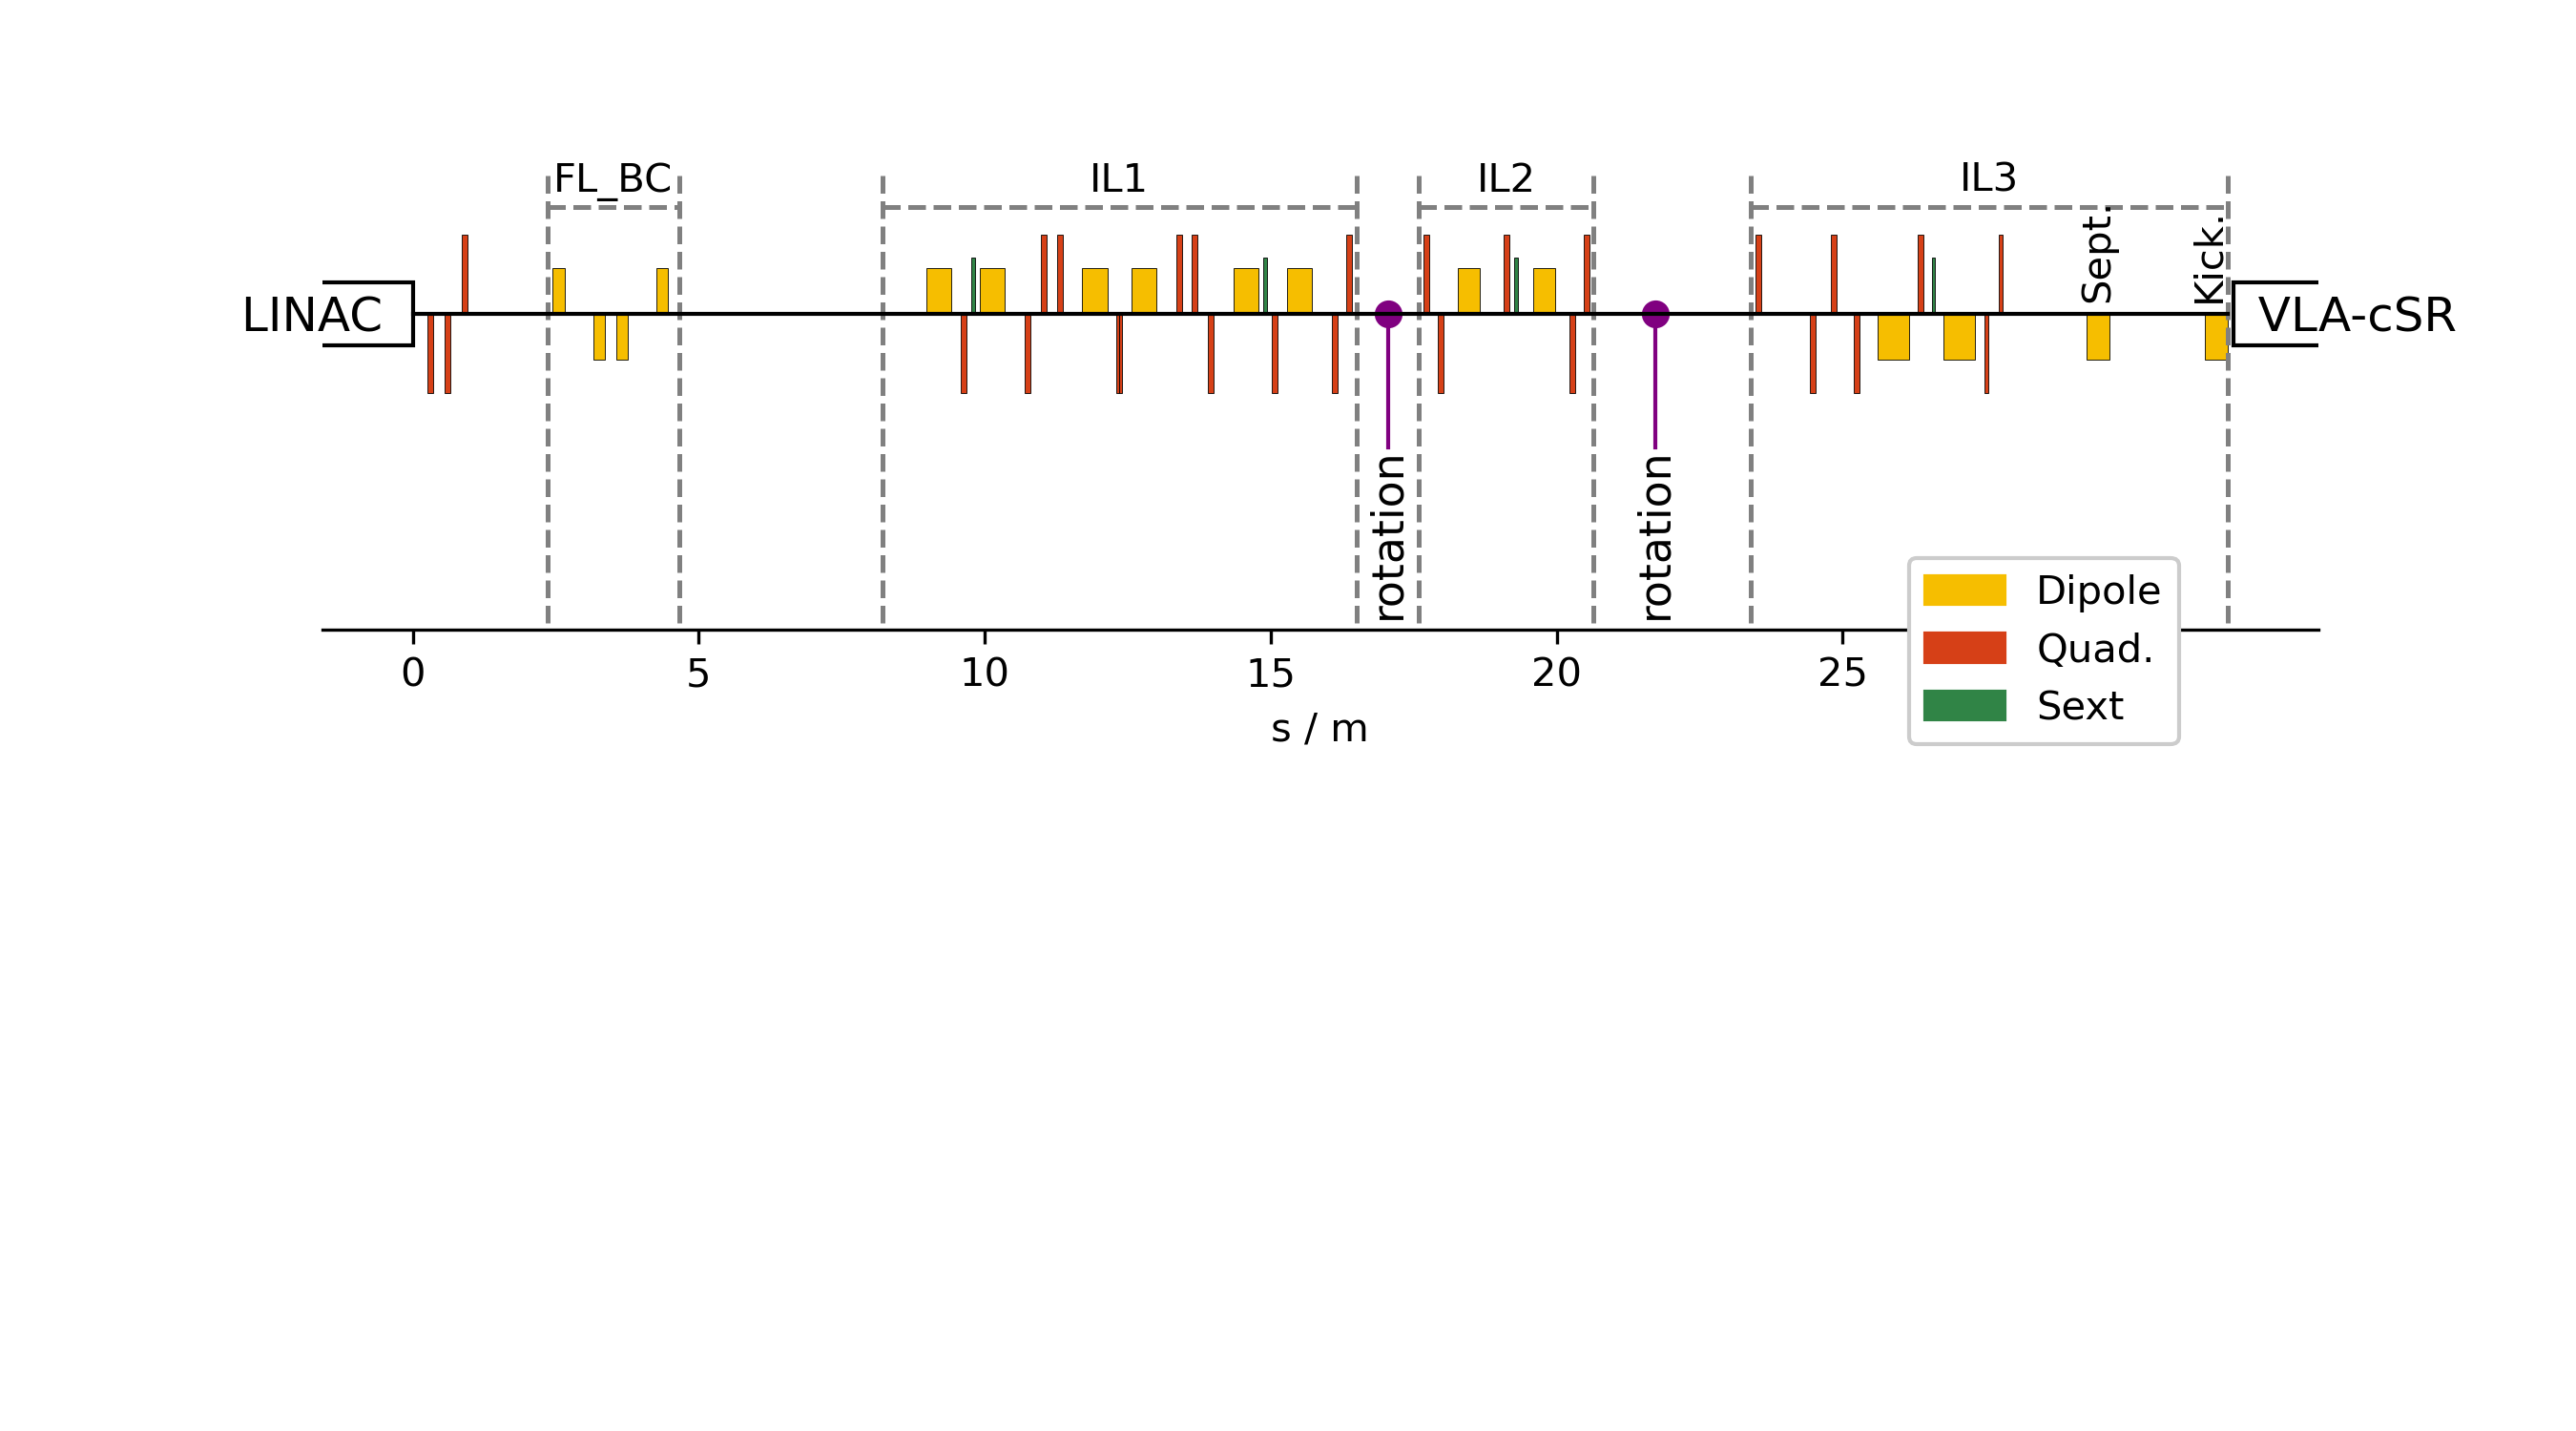 FL_BC
IL1
IL2
IL3
Sept.
Kick.
LINAC
VLA-cSR
rotation
rotation
Dipole
Quad.
Sext
0
5
10
15
20
25
s / m